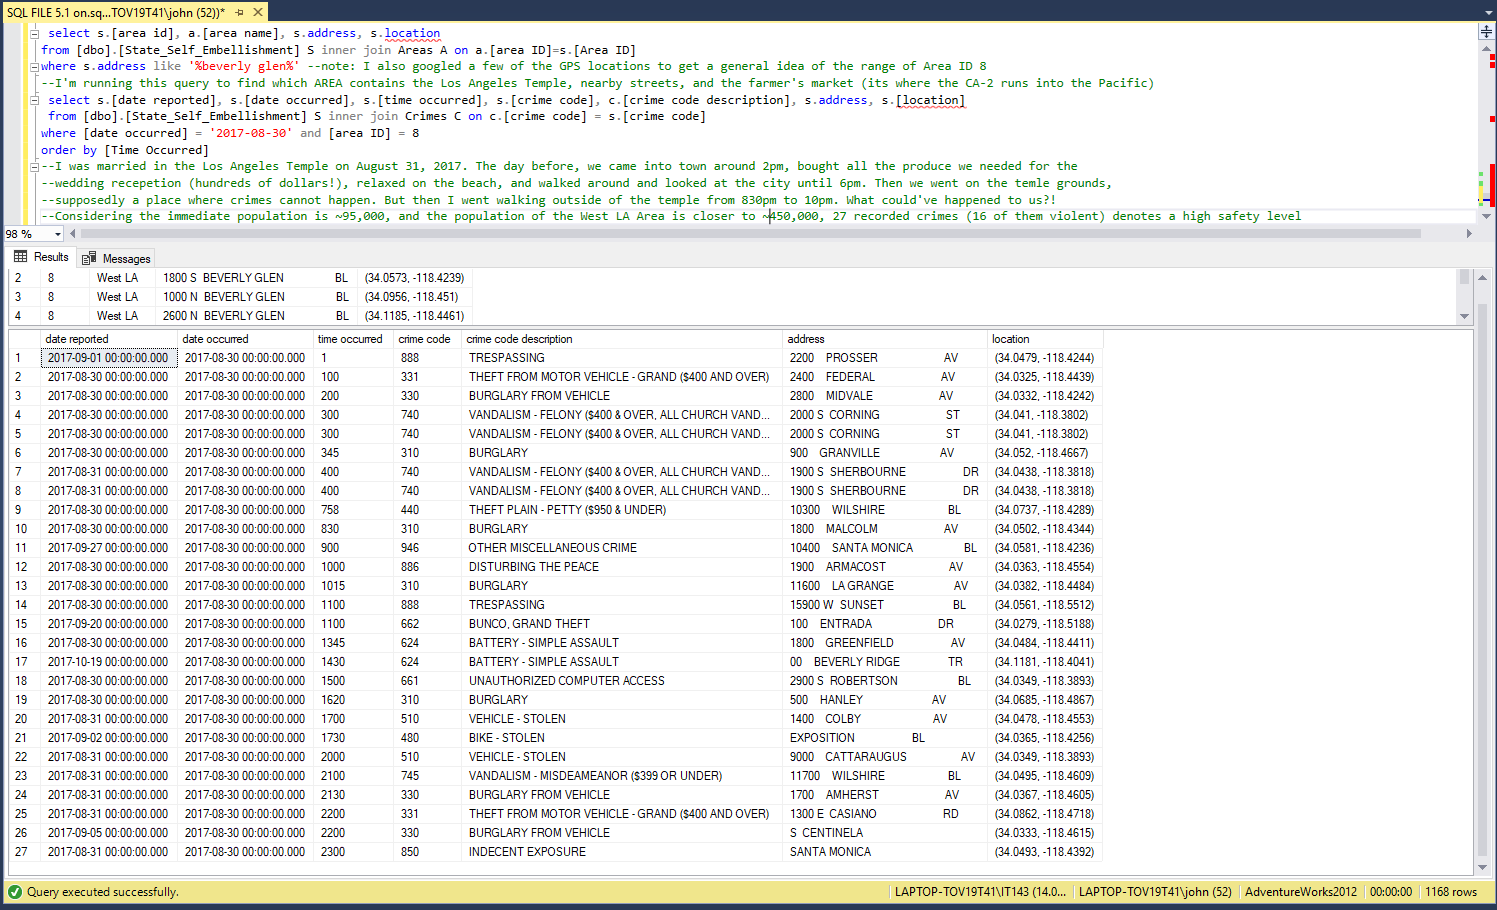 SQL FILE 5.1 on.sq...TOV19T41\john (52))*
select s.[area id], a.[area name], s.address, s.location
from [dbo].[State_Self_Embellishment] S inner join Areas A on a.[area ID]=s.[Area ID]
where s.address like '%beverly glen%' --note: I also googled a few of the GPS locations to get a general idea of the range of Area ID 8
--I'm running this query to find which AREA contains the Los Angeles Temple, nearby streets, and the farmer's market (its where the CA-2 runs into the Pacific)
select s.[date reported], s.[date occurred], s.[time occurred], s.[crime code], c.[crime code description], s.address, s.[location]
from [dbo].[State_Self_Embellishment] S inner join Crimes C on c.[crime code] = s.[crime code]
where [date occurred] = '2017-08-30' and [area ID] = 8
order by [Time Occurred]
--I was married in the Los Angeles Temple on August 31, 2017. The day before, we came into town around 2pm, bought all the produce we needed for the
--wedding recepetion (hundreds of dollars!), relaxed on the beach, and walked around and looked at the city until 6pm. Then we went on the temle grounds,
--supposedly a place where crimes cannot happen. But then I went walking outside of the temple from 830pm to 10pm. What could've happened to us?!
--Considering the immediate population is ~95,000, and the population of the West LA Area is closer to ~450,000, 27 recorded crimes (16 of them violent) denotes a high safety level
98 %
Results Messages
2 8 West LA 1800 S BEVERLY GLEN BL (34.0573, -118.4239)
3 8 West LA 1000 N BEVERLY GLEN BL (34.0956, -118.451)
4 8 West LA 2600 N BEVERLY GLEN BL (34.1185, -118.4461)
date reported date occurred time occurred crime code crime code description address location
1 2017-09-01 00:00:00.000 2017-08-30 00:00:00.000 1 888 TRESPASSING 2200 PROSSER AV (34.0479, -118.4244)
2 2017-08-30 00:00:00.000 2017-08-30 00:00:00.000 100 331 THEFT FROM MOTOR VEHICLE - GRAND ($400 AND OVER) 2400 FEDERAL AV (34.0325, -118.4439)
3 2017-08-30 00:00:00.000 2017-08-30 00:00:00.000 200 330 BURGLARY FROM VEHICLE 2800 MIDVALE AV (34.0332, -118.4242)
4 2017-08-30 00:00:00.000 2017-08-30 00:00:00.000 300 740 VANDALISM - FELONY ($400 & OVER, ALL CHURCH VAND... 2000 S CORNING ST (34.041, -118.3802)
5 2017-08-30 00:00:00.000 2017-08-30 00:00:00.000 300 740 VANDALISM - FELONY ($400 & OVER, ALL CHURCH VAND... 2000 S CORNING ST (34.041, -118.3802)
6 2017-08-30 00:00:00.000 2017-08-30 00:00:00.000 345 310 BURGLARY 900 GRANVILLE AV (34.052, -118.4667)
7 2017-08-31 00:00:00.000 2017-08-30 00:00:00.000 400 740 VANDALISM - FELONY ($400 & OVER, ALL CHURCH VAND... 1900 S SHERBOURNE DR (34.0438, -118.3818)
8 2017-08-31 00:00:00.000 2017-08-30 00:00:00.000 400 740 VANDALISM - FELONY ($400 & OVER, ALL CHURCH VAND... 1900 S SHERBOURNE DR (34.0438, -118.3818)
9 2017-08-30 00:00:00.000 2017-08-30 00:00:00.000 758 440 THEFT PLAIN - PETTY ($950 & UNDER) 10300 WILSHIRE BL (34.0737, -118.4289)
10 2017-08-30 00:00:00.000 2017-08-30 00:00:00.000 830 310 BURGLARY 1800 MALCOLM AV (34.0502, -118.4344)
11 2017-09-27 00:00:00.000 2017-08-30 00:00:00.000 900 946 OTHER MISCELLANEOUS CRIME 10400 SANTA MONICA BL (34.0581, -118.4236)
12 2017-08-30 00:00:00.000 2017-08-30 00:00:00.000 1000 886 DISTURBING THE PEACE 1900 ARMACOST AV (34.0363, -118.4554)
13 2017-08-30 00:00:00.000 2017-08-30 00:00:00.000 1015 310 BURGLARY 11600 LA GRANGE AV (34.0382, -118.4484)
14 2017-08-30 00:00:00.000 2017-08-30 00:00:00.000 1100 888 TRESPASSING 15900 W SUNSET BL (34.0561, -118.5512)
15 2017-09-20 00:00:00.000 2017-08-30 00:00:00.000 1100 662 BUNCO, GRAND THEFT 100 ENTRADA DR (34.0279, -118.5188)
16 2017-08-30 00:00:00.000 2017-08-30 00:00:00.000 1345 624 BATTERY - SIMPLE ASSAULT 1800 GREENFIELD AV (34.0484, -118.4411)
17 2017-10-19 00:00:00.000 2017-08-30 00:00:00.000 1430 624 BATTERY - SIMPLE ASSAULT 00 BEVERLY RIDGE TR (34.1181, -118.4041)
18 2017-08-30 00:00:00.000 2017-08-30 00:00:00.000 1500 661 UNAUTHORIZED COMPUTER ACCESS 2900 S ROBERTSON BL (34.0349, -118.3893)
19 2017-08-30 00:00:00.000 2017-08-30 00:00:00.000 1620 310 BURGLARY 500 HANLEY AV (34.0685, -118.4867)
20 2017-08-31 00:00:00.000 2017-08-30 00:00:00.000 1700 510 VEHICLE - STOLEN 1400 COLBY AV (34.0478, -118.4553)
21 2017-09-02 00:00:00.000 2017-08-30 00:00:00.000 1730 480 BIKE - STOLEN EXPOSITION BL (34.0365, -118.4256)
22 2017-08-31 00:00:00.000 2017-08-30 00:00:00.000 2000 510 VEHICLE - STOLEN 9000 CATTARAUGUS AV (34.0349, -118.3893)
23 2017-08-31 00:00:00.000 2017-08-30 00:00:00.000 2100 745 VANDALISM - MISDEAMEANOR ($399 OR UNDER) 11700 WILSHIRE BL (34.0495, -118.4609)
24 2017-08-31 00:00:00.000 2017-08-30 00:00:00.000 2130 330 BURGLARY FROM VEHICLE 1700 AMHERST AV (34.0367, -118.4605)
25 2017-08-31 00:00:00.000 2017-08-30 00:00:00.000 2200 331 THEFT FROM MOTOR VEHICLE - GRAND ($400 AND OVER) 1300 E CASIANO RD (34.0862, -118.4718)
26 2017-09-05 00:00:00.000 2017-08-30 00:00:00.000 2200 330 BURGLARY FROM VEHICLE S CENTINELA (34.0333, -118.4615)
27 2017-08-31 00:00:00.000 2017-08-30 00:00:00.000 2300 850 INDECENT EXPOSURE SANTA MONICA (34.0493, -118.4392)
Query executed successfully. LAPTOP-TOV19T41\IT143 (14.0... LAPTOP-TOV19T41\john (52) AdventureWorks2012 00:00:00 1168 rows